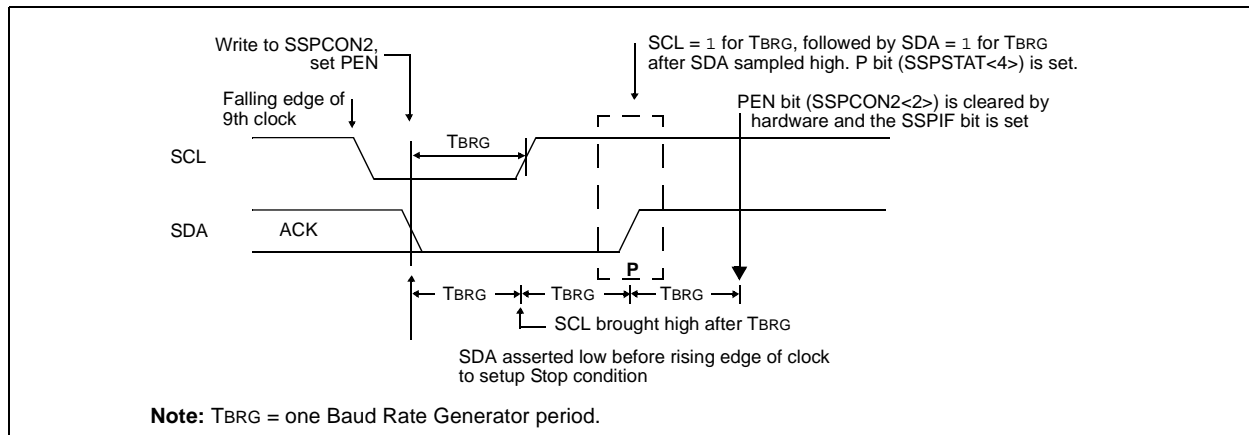 Write to SSPCON2,
set PEN
SCL = 1 for TBRG, followed by SDA = 1 for TBRG
after SDA sampled high. P bit (SSPSTAT<4>) is set.
Falling edge of
9th clock
PEN bit (SSPCON2<2>) is cleared by
hardware and the SSPIF bit is set
TBRG
SCL
SDA
ACK
P
TBRG
TBRG
TBRG
SCL brought high after TBRG
SDA asserted low before rising edge of clock
to setup Stop condition
Note: TBRG = one Baud Rate Generator period.